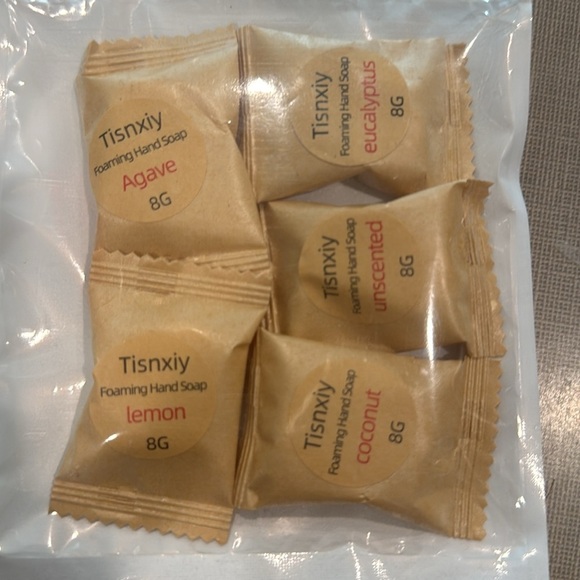 Tisnxiy
Foaming Hand Soap
Agave
8G
Tisnxiy
Foaming Hand Soap
eucalyptus
8G
Tisnxiy
Foaming Hand Soap
unscented
8G
Tisnxiy
Foaming Hand Soap
lemon
8G
Tisnxiy
Foaming Hand Soap
coconut
8G